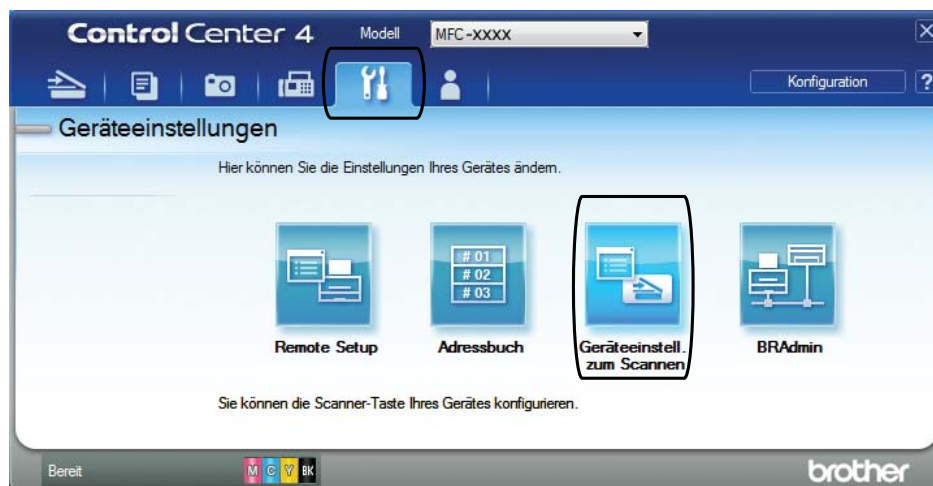 Control Center 4
Modell
MFC-XXXX
Konfiguration
?
Geräteeinstellungen
Hier können Sie die Einstellungen Ihres Gerätes ändern.
# 01
# 02
# 03
Remote Setup
Adressbuch
Geräteeinstell.
zum Scannen
BRAdmin
Sie können die Scanner-Taste Ihres Gerätes konfigurieren.
Bereit
M C Y BK
brother